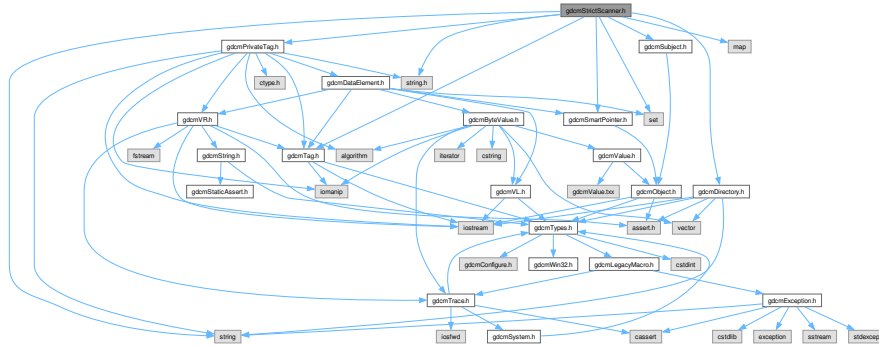 gdcmStrictScanner.h
gdcmPrivateTag.h
gdcmSubject.h
map
ctype.h
gdcmDataElement.h
string.h
gdcmVR.h
gdcmByteValue.h
gdcmSmartPointer.h
set
fstream
gdcmString.h
gdcmTag.h
algorithm
iterator
cstring
gdcmValue.h
gdcmStaticAssert.h
iomanip
gdcmVL.h
gdcmValue.txx
gdcmObject.h
gdcmDirectory.h
iostream
gdcmTypes.h
assert.h
vector
gdcmConfigure.h
gdcmWin32.h
gdcmLegacyMacro.h
cstdint
gdcmTrace.h
gdcmException.h
string
iosfwd
gdcmSystem.h
cassert
cstdlib
exception
sstream
stdexcept